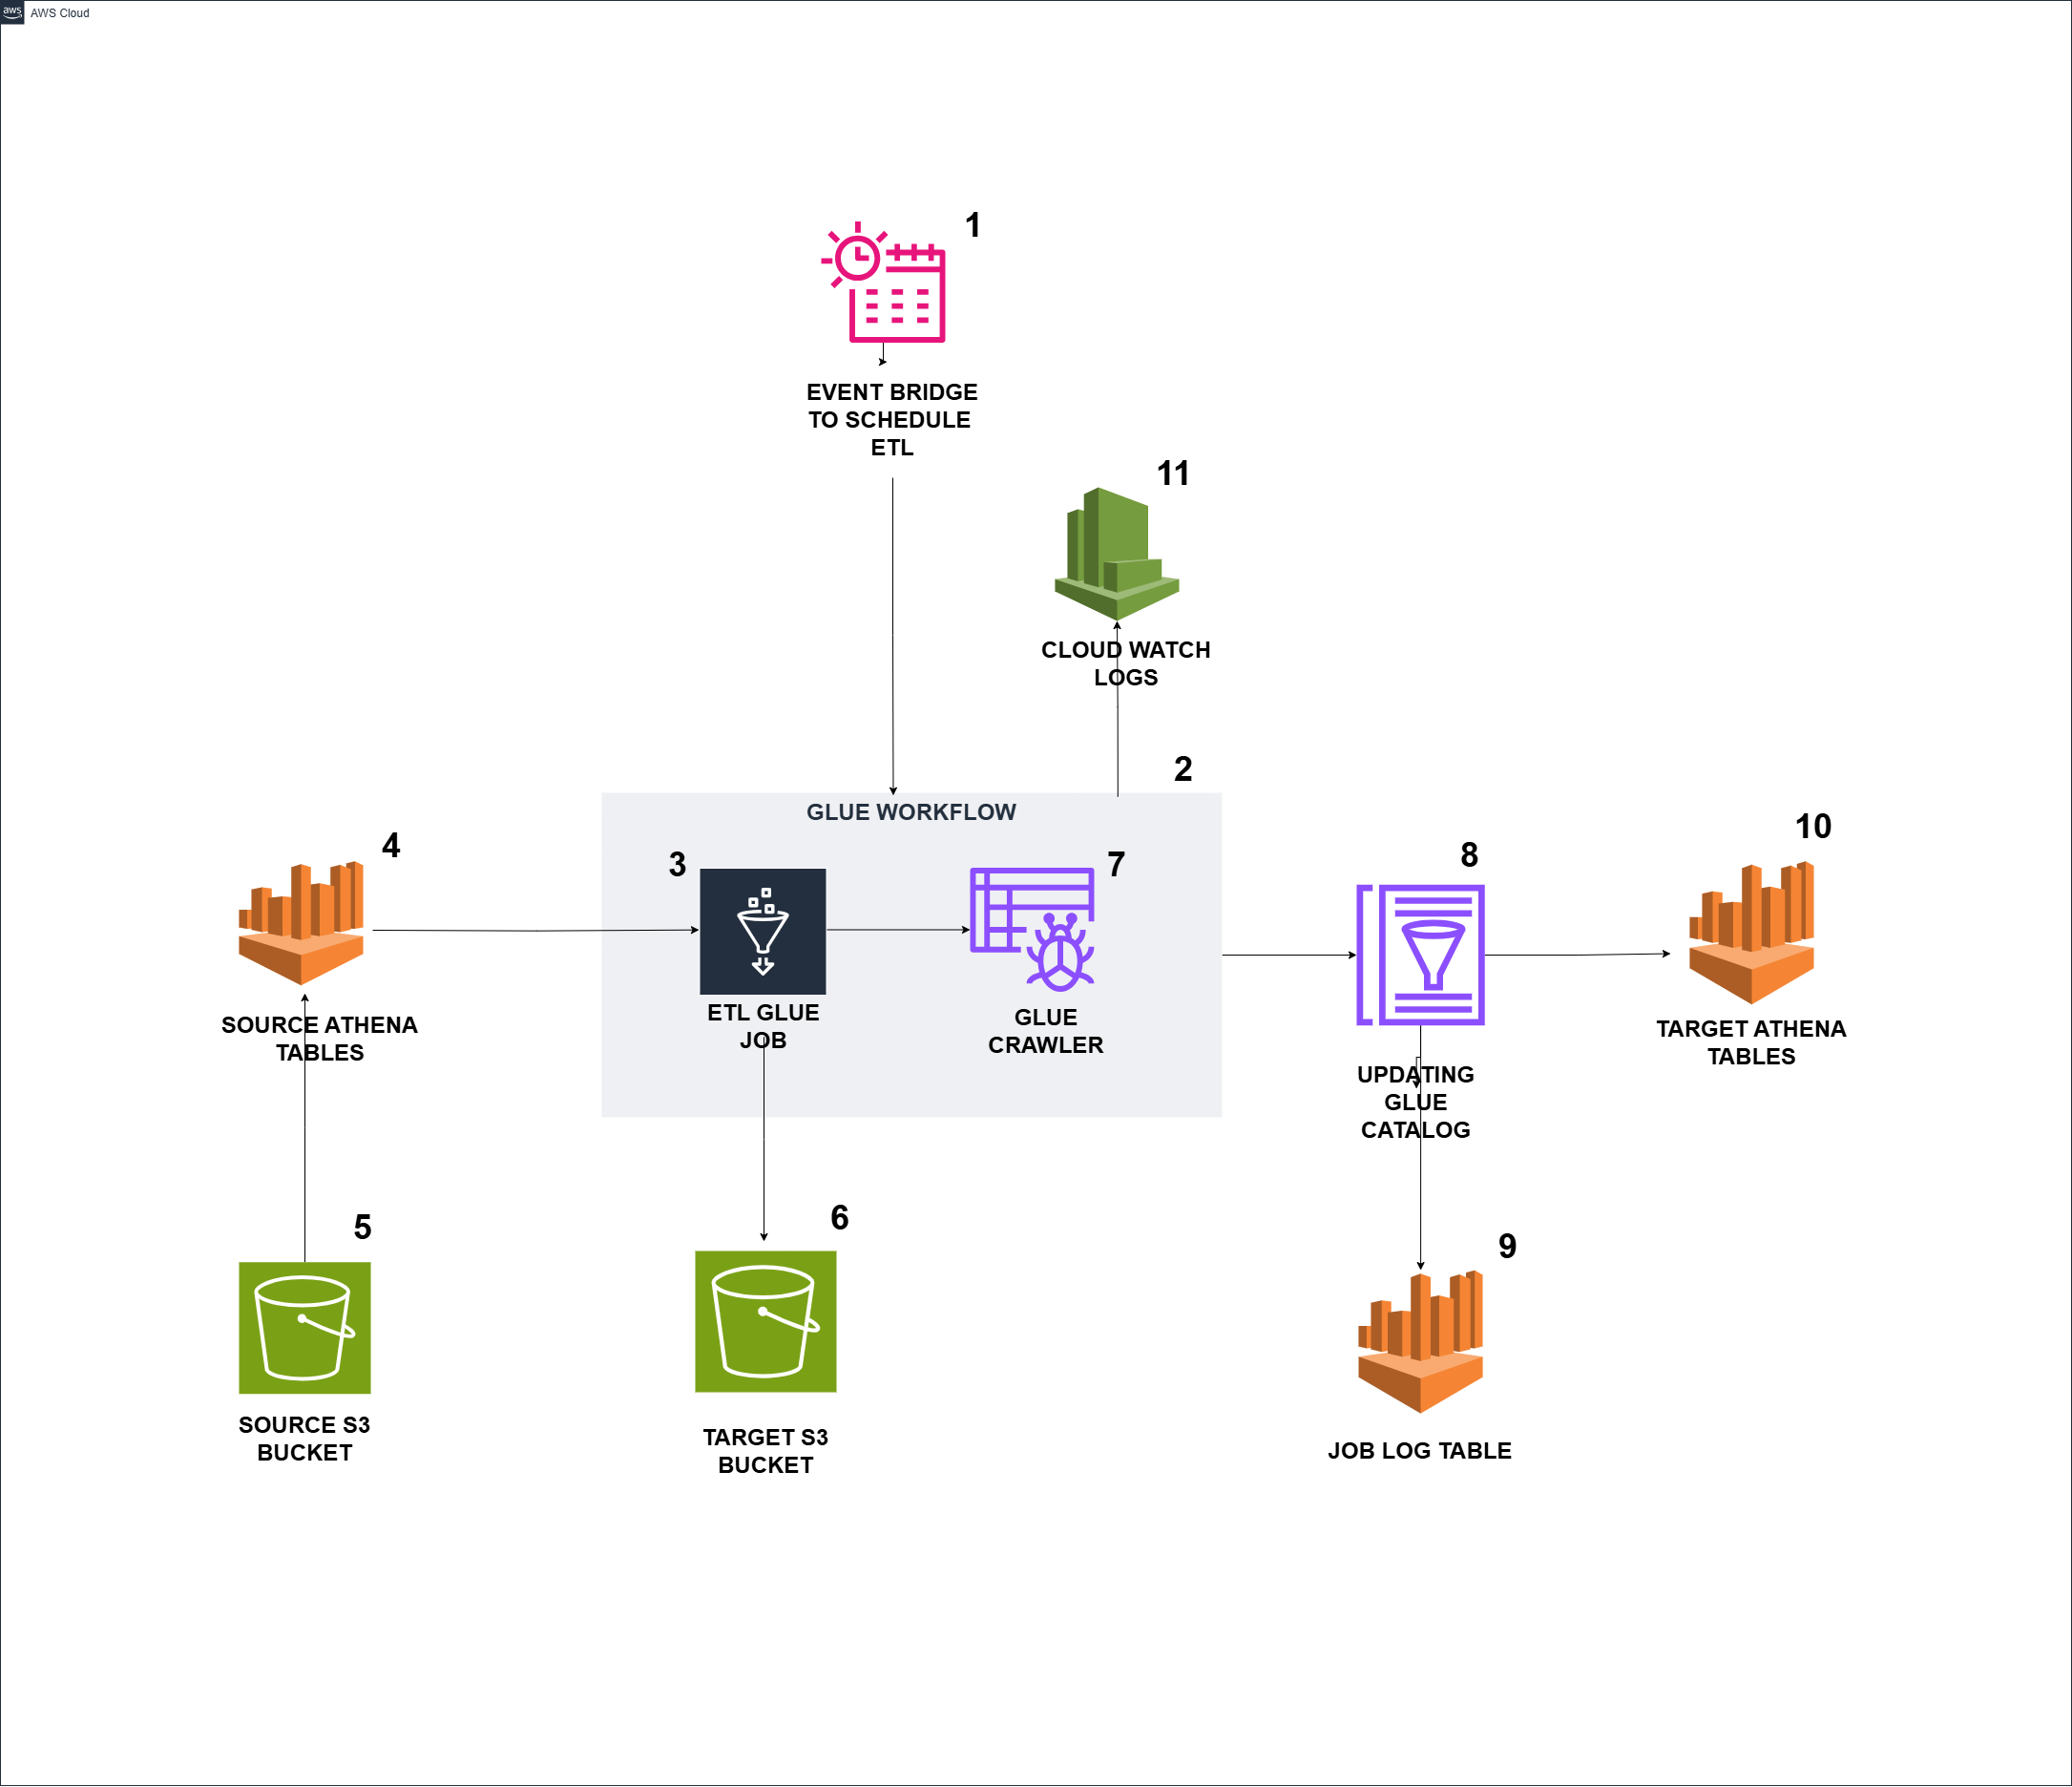 aws
AWS Cloud
1
EVENT BRIDGE
TO SCHEDULE
ETL
11
CLOUD WATCH
LOGS
2
GLUE WORKFLOW
3
ETL GLUE
JOB
7
GLUE
CRAWLER
4
SOURCE ATHENA
TABLES
8
UPDATING
GLUE
CATALOG
10
TARGET ATHENA
TABLES
5
SOURCE S3
BUCKET
6
TARGET S3
BUCKET
9
JOB LOG TABLE